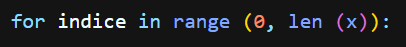 for indice in range (0, len (x)):